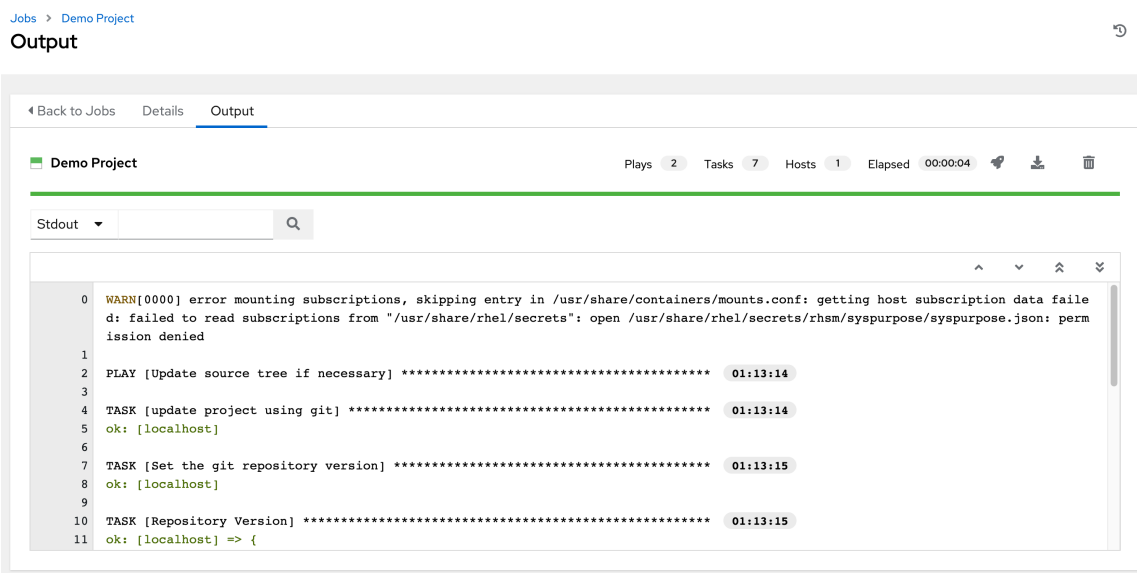 Jobs > Demo Project
Output
Back to Jobs Details Output
Demo Project Plays 2 Tasks 7 Hosts 1 Elapsed 00:00:04
Stdout
0 WARN[0000] error mounting subscriptions, skipping entry in /usr/share/containers/mounts.conf: getting host subscription data faile
d: failed to read subscriptions from "/usr/share/rhel/secrets": open /usr/share/rhel/secrets/rhsm/syspurpose/syspurpose.json: perm
ission denied
1
2 PLAY [Update source tree if necessary] ***************************************** 01:13:14
3
4 TASK [update project using git] ************************************************ 01:13:14
5 ok: [localhost]
6
7 TASK [Set the git repository version] ****************************************** 01:13:15
8 ok: [localhost]
9
10 TASK [Repository Version] ****************************************************** 01:13:15
11 ok: [localhost] => {